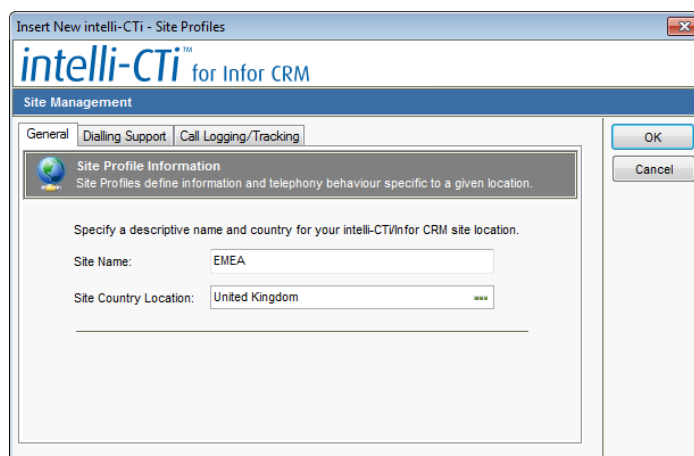 Insert New intelli-CTi - Site Profiles
intelli-CTi™ for Infor CRM
Site Management
General Dialling Support Call Logging/Tracking
OK
Site Profile Information
Site Profiles define information and telephony behaviour specific to a given location.
Cancel
Specify a descriptive name and country for your intelli-CTi/Infor CRM site location.
Site Name: EMEA
Site Country Location: United Kingdom